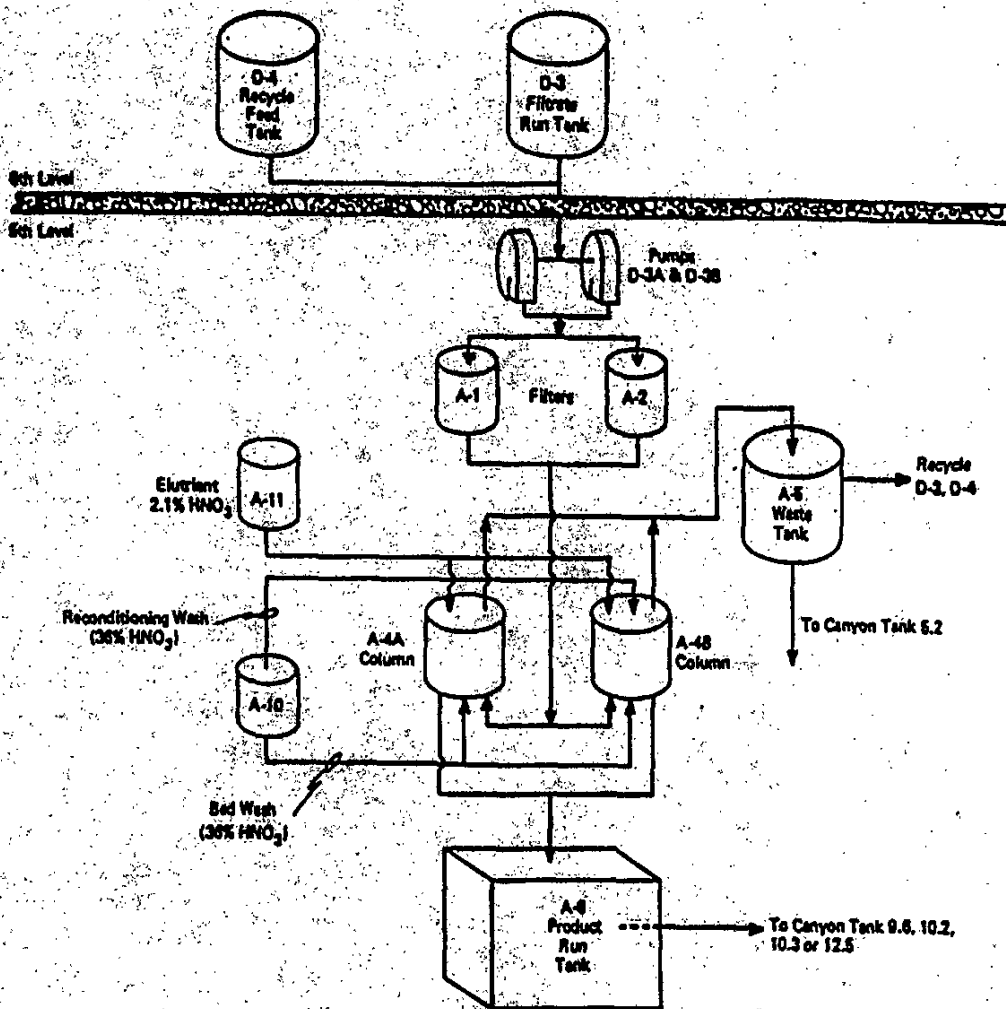 D-4
Recycle
Feed
Tank
D-3
Filtrate
Run Tank
Level
5th Level
Pumps
D-3A & D-3B
A-1
Filters
A-2
Elutriant
2.1% HNO3
A-11
Waste
Tank
Recycle
D-3, D-4
Reconditioning Wash
(36% HNO3)
A-4A
Column
A-4B
Column
To Canyon Tank 5.2
A-10
Bed Wash
(36% HNO3)
Product
Run
Tank
To Canyon Tank 9.6, 10.2,
10.3 or 12.5